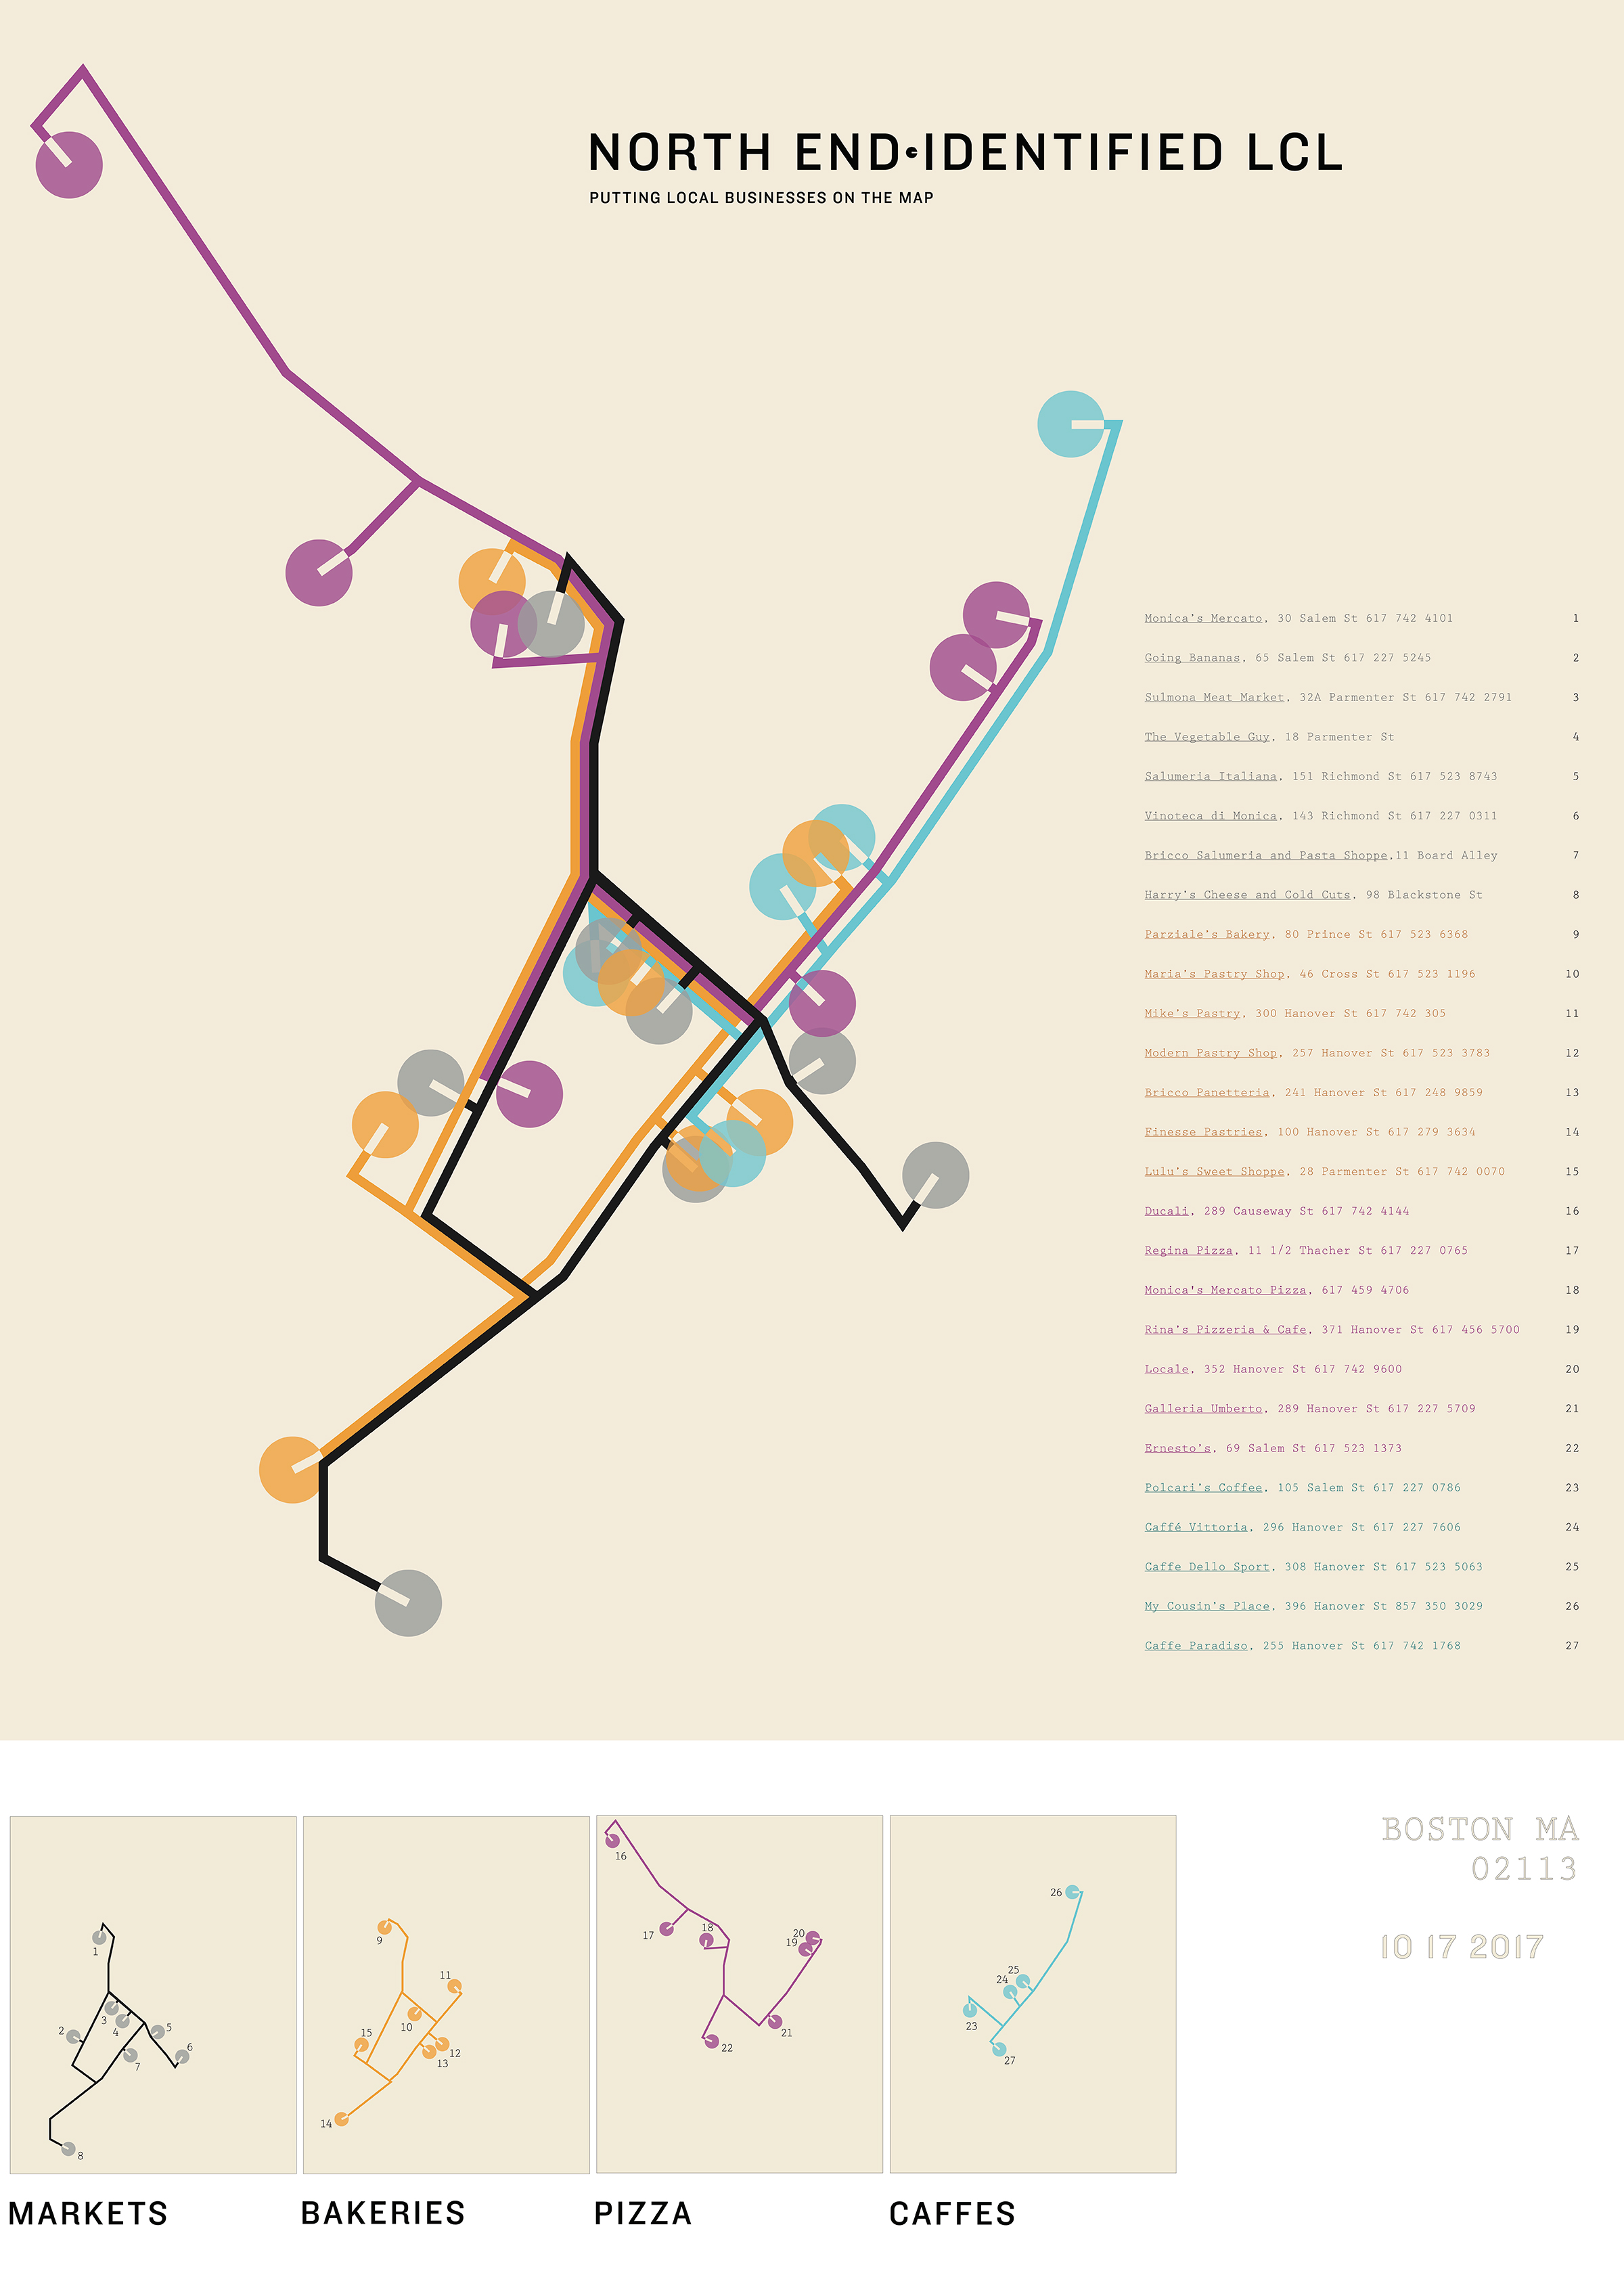 NORTH END•IDENTIFIED LCL
PUTTING LOCAL BUSINESSES ON THE MAP
Monica's Mercato, 30 Salem St 617 742 4101 1
Going Bananas, 65 Salem St 617 227 5245 2
Sulmona Meat Market, 32A Parmenter St 617 742 2791 3
The Vegetable Guy, 18 Parmenter St 4
Salumeria Italiana, 151 Richmond St 617 523 8743 5
Vinoteca di Monica, 143 Richmond St 617 227 0311 6
Bricco Salumeria and Pasta Shoppe,11 Board Alley 7
Harry's Cheese and Cold Cuts, 98 Blackstone St 8
Parziale's Bakery, 80 Prince St 617 523 6368 9
Maria's Pastry Shop, 46 Cross St 617 523 1196 10
Mike's Pastry, 300 Hanover St 617 742 305 11
Modern Pastry Shop, 257 Hanover St 617 523 3783 12
Bricco Panetteria, 241 Hanover St 617 248 9859 13
Finesse Pastries, 100 Hanover St 617 279 3634 14
Lulu's Sweet Shoppe, 28 Parmenter St 617 742 0070 15
Ducali, 289 Causeway St 617 742 4144 16
Regina Pizza, 11 1/2 Thacher St 617 227 0765 17
Monica's Mercato Pizza, 617 459 4706 18
Rina's Pizzeria & Cafe, 371 Hanover St 617 456 5700 19
Locale, 352 Hanover St 617 742 9600 20
Galleria Umberto, 289 Hanover St 617 227 5709 21
Ernesto's, 69 Salem St 617 523 1373 22
Polcari's Coffee, 105 Salem St 617 227 0786 23
Caffé Vittoria, 296 Hanover St 617 227 7606 24
Caffe Dello Sport, 308 Hanover St 617 523 5063 25
My Cousin's Place, 396 Hanover St 857 350 3029 26
Caffe Paradiso, 255 Hanover St 617 742 1768 27
1
2
3
4
5
6
7
8
MARKETS
9
11
10
15
12
13
14
BAKERIES
16
17
18
20
19
21
22
PIZZA
26
25
24
23
27
CAFFES
BOSTON MA
02113
10 17 2017